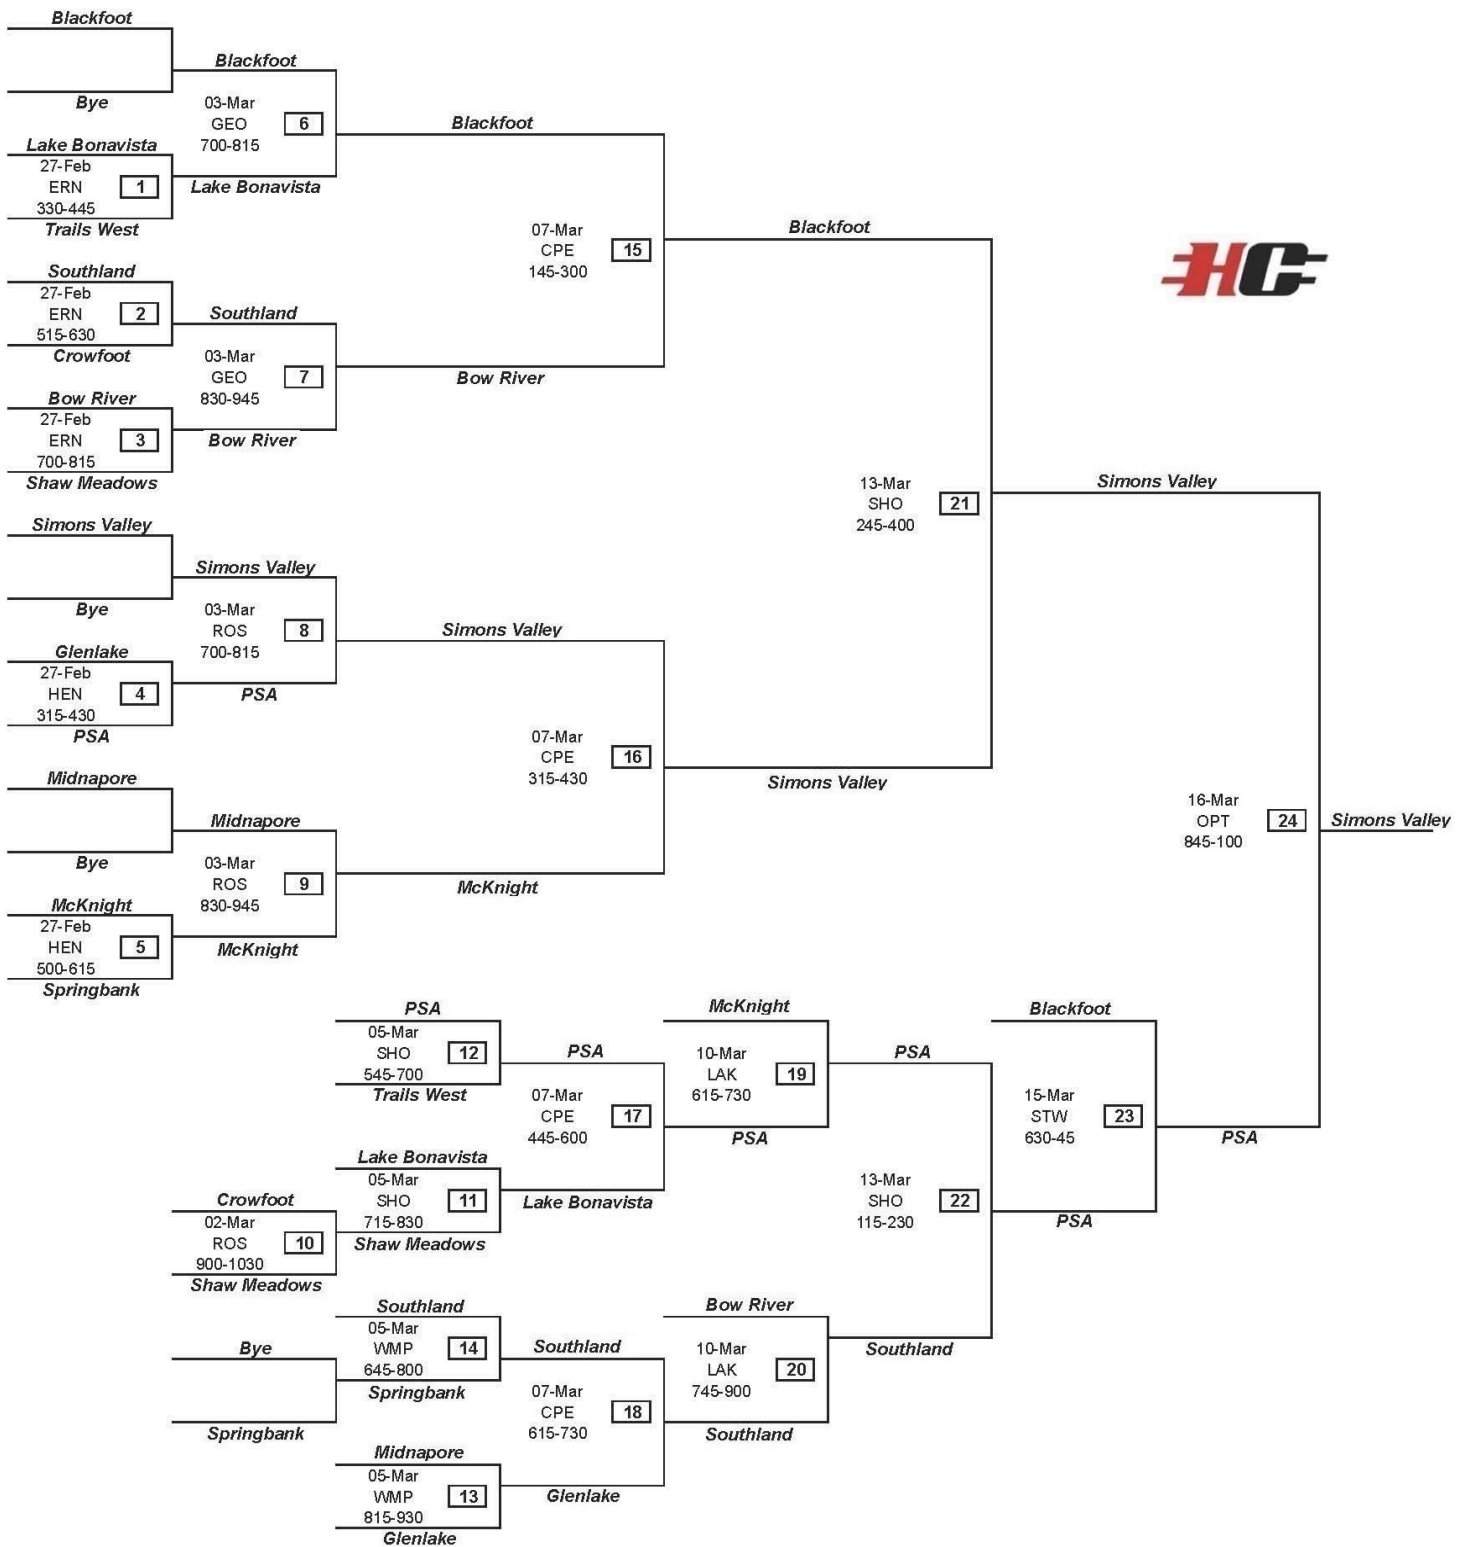 Blackfoot
Blackfoot
Bye
03-Mar
GEO 6
700-815
Blackfoot
Lake Bonavista
27-Feb
ERN 1
330-445
Lake Bonavista
Trails West
07-Mar
CPE 15
145-300
Blackfoot
HC
Southland
27-Feb
ERN 2
515-630
Southland
Crowfoot
03-Mar
GEO 7
830-945
Bow River
Bow River
27-Feb
ERN 3
700-815
Bow River
Shaw Meadows
13-Mar
SHO 21
245-400
Simons Valley
Simons Valley
Simons Valley
Bye
03-Mar
ROS 8
700-815
Simons Valley
Glenlake
27-Feb
HEN 4
315-430
PSA
PSA
07-Mar
CPE 16
315-430
Simons Valley
Midnapore
Midnapore
Bye
03-Mar
ROS 9
830-945
McKnight
16-Mar
OPT 24
845-100
Simons Valley
McKnight
27-Feb
HEN 5
500-615
McKnight
Springbank
PSA
05-Mar
SHO 12
545-700
Trails West
PSA
McKnight
10-Mar
LAK 19
615-730
PSA
PSA
Blackfoot
15-Mar
STW 23
630-45
PSA
07-Mar
CPE 17
445-600
Lake Bonavista
05-Mar
SHO 11
715-830
Shaw Meadows
Lake Bonavista
Crowfoot
02-Mar
ROS 10
900-1030
Shaw Meadows
13-Mar
SHO 22
115-230
PSA
Southland
05-Mar
WMP 14
645-800
Springbank
Bye
Springbank
Southland
07-Mar
CPE 18
615-730
Bow River
10-Mar
LAK 20
745-900
Southland
Southland
Midnapore
05-Mar
WMP 13
815-930
Glenlake
Glenlake